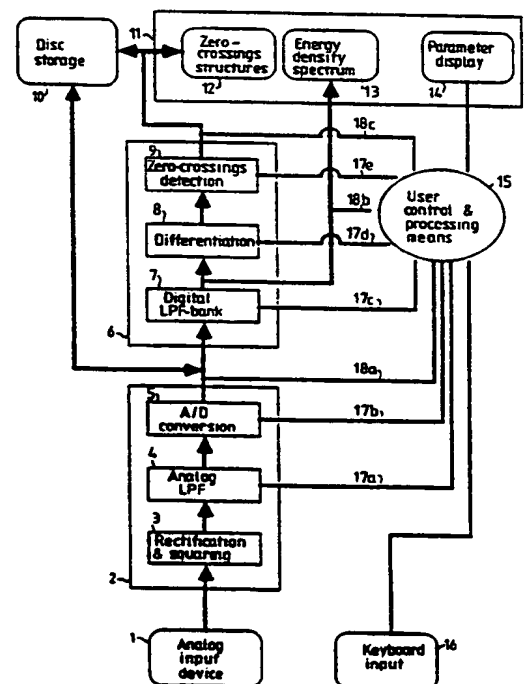 Disc
storage
10
11
Zero-
crossings
structures
12
Energy
density
spectrum
13
Parameter
display
14
18c
9
Zero-crossings
detection
17e
15
User
control &
processing
means
8
18b
Differentiation
17d
7
Digital
LPF-bank
17c
6
18a
2
5
A/D
conversion
17b
4
Analog
LPF
17a
3
Rectification
& squaring
1
Analog
input
device
Keyboard
input
16